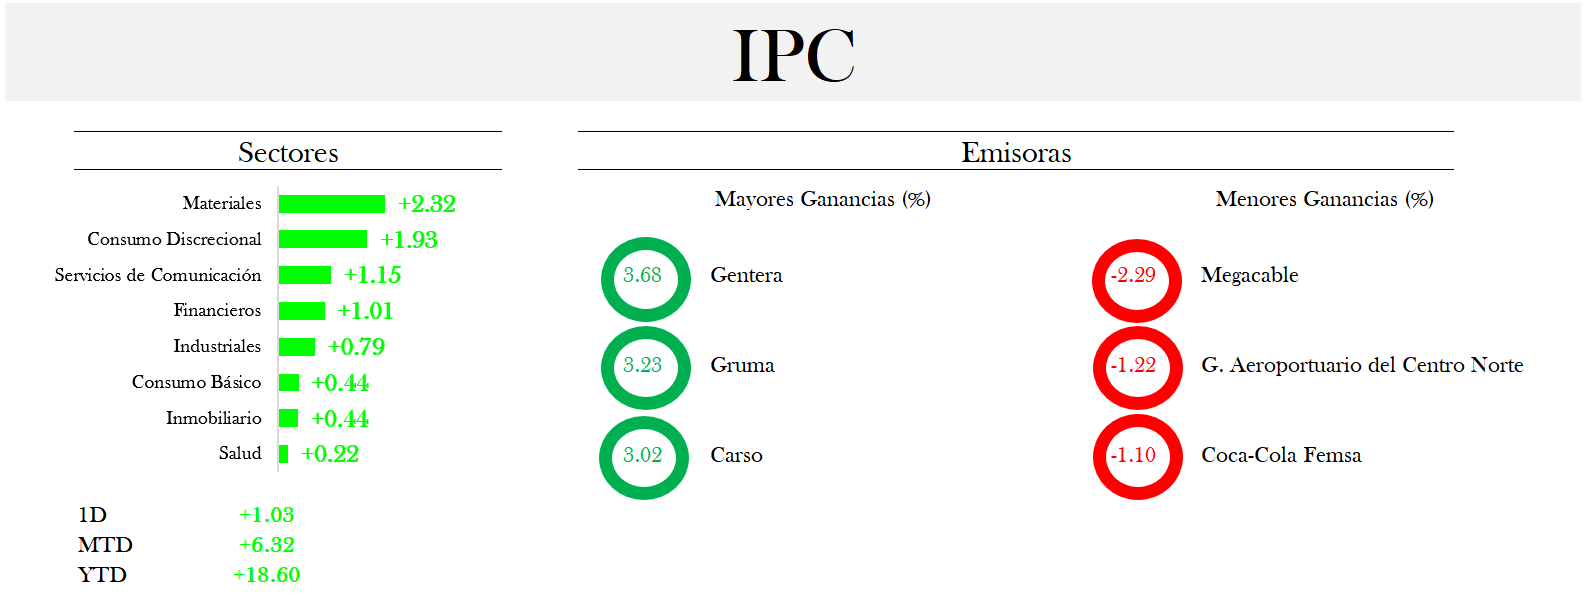 IPC
Sectores
Materiales +2.32
Consumo Discrecional +1.93
Servicios de Comunicación +1.15
Financieros +1.01
Industriales +0.79
Consumo Básico +0.44
Inmobiliario +0.44
Salud +0.22
1D +1.03
MTD +6.32
YTD +18.60
Emisoras
Mayores Ganancias (%)
3.68 Gentera
3.23 Gruma
3.02 Carso
Menores Ganancias (%)
-2.29 Megacable
-1.22 G. Aeroportuario del Centro Norte
-1.10 Coca-Cola Femsa